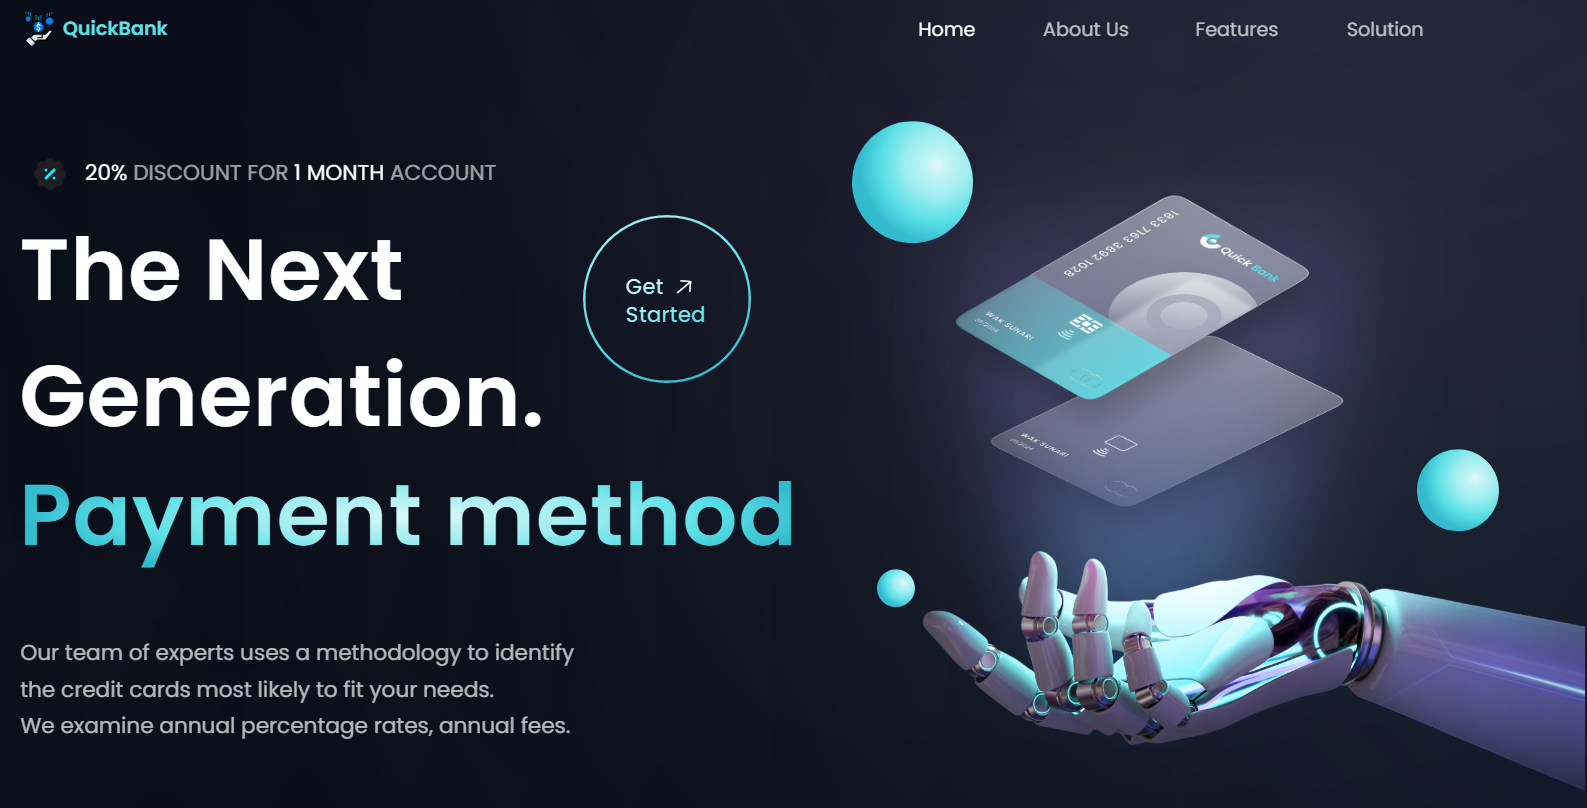 QuickBank
Home
About Us
Features
Solution
20% DISCOUNT FOR 1 MONTH ACCOUNT
The Next
Get
Started
Generation.
Payment method
Our team of experts uses a methodology to identify
the credit cards most likely to fit your needs.
We examine annual percentage rates, annual fees.
1833 7163 3892 1028
Quick Bank
WAK SUNARI
WAK SUNARI